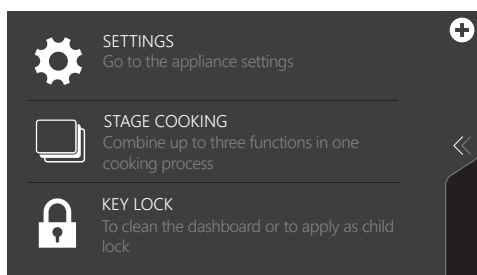 SETTINGS
Go to the appliance settings
STAGE COOKING
Combine up to three functions in one
cooking process
KEY LOCK
To clean the dashboard or to apply as child
lock